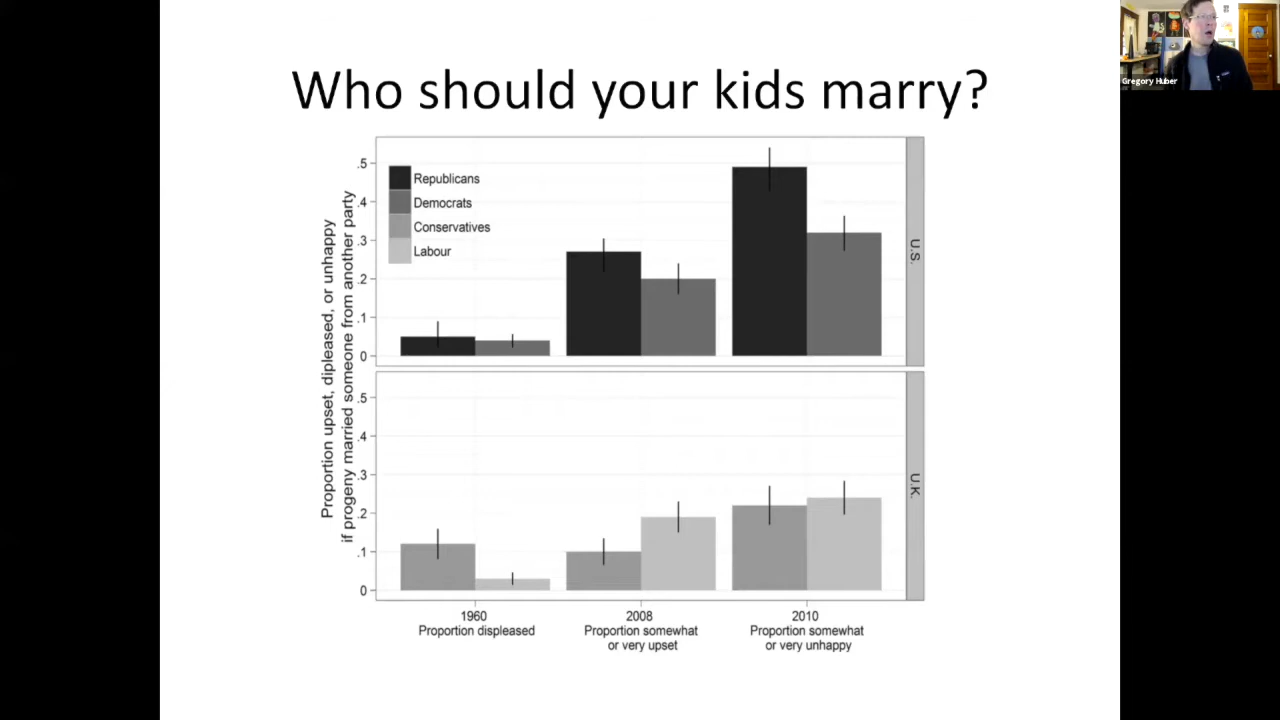 Who should your kids marry?
Gregory Huber
Proportion upset, dipleased, or unhappy
if progeny married someone from another party
.5
.4
.3
.2
.1
0
Republicans
Democrats
Conservatives
Labour
U.S.
.5
.4
.3
.2
.1
0
U.K.
1960
Proportion displeased
2008
Proportion somewhat
or very upset
2010
Proportion somewhat
or very unhappy